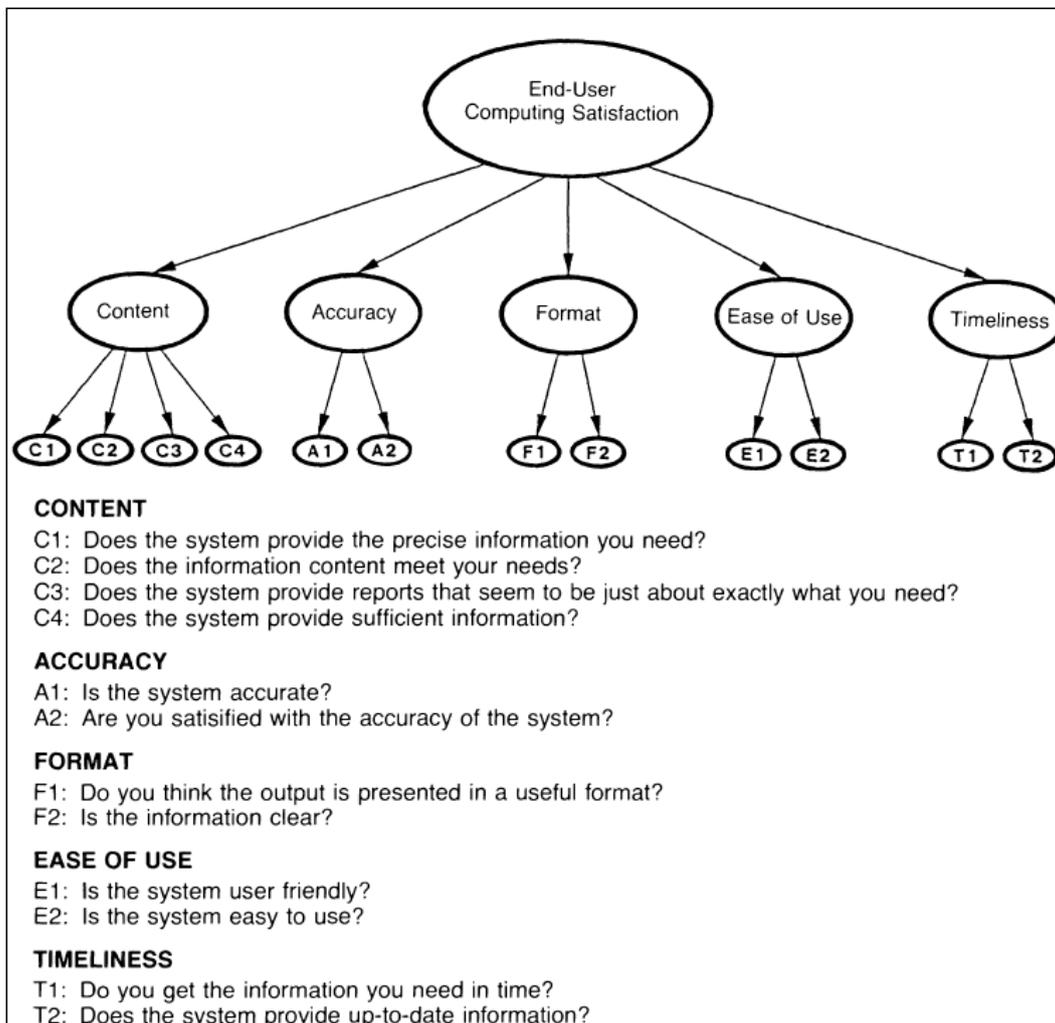 End-User
Computing Satisfaction
Content
Accuracy
Format
Ease of Use
Timeliness
C1 C2 C3 C4 A1 A2 F1 F2 E1 E2 T1 T2
CONTENT
C1: Does the system provide the precise information you need?
C2: Does the information content meet your needs?
C3: Does the system provide reports that seem to be just about exactly what you need?
C4: Does the system provide sufficient information?
ACCURACY
A1: Is the system accurate?
A2: Are you satisified with the accuracy of the system?
FORMAT
F1: Do you think the output is presented in a useful format?
F2: Is the information clear?
EASE OF USE
E1: Is the system user friendly?
E2: Is the system easy to use?
TIMELINESS
T1: Do you get the information you need in time?
T2: Does the system provide up-to-date information?